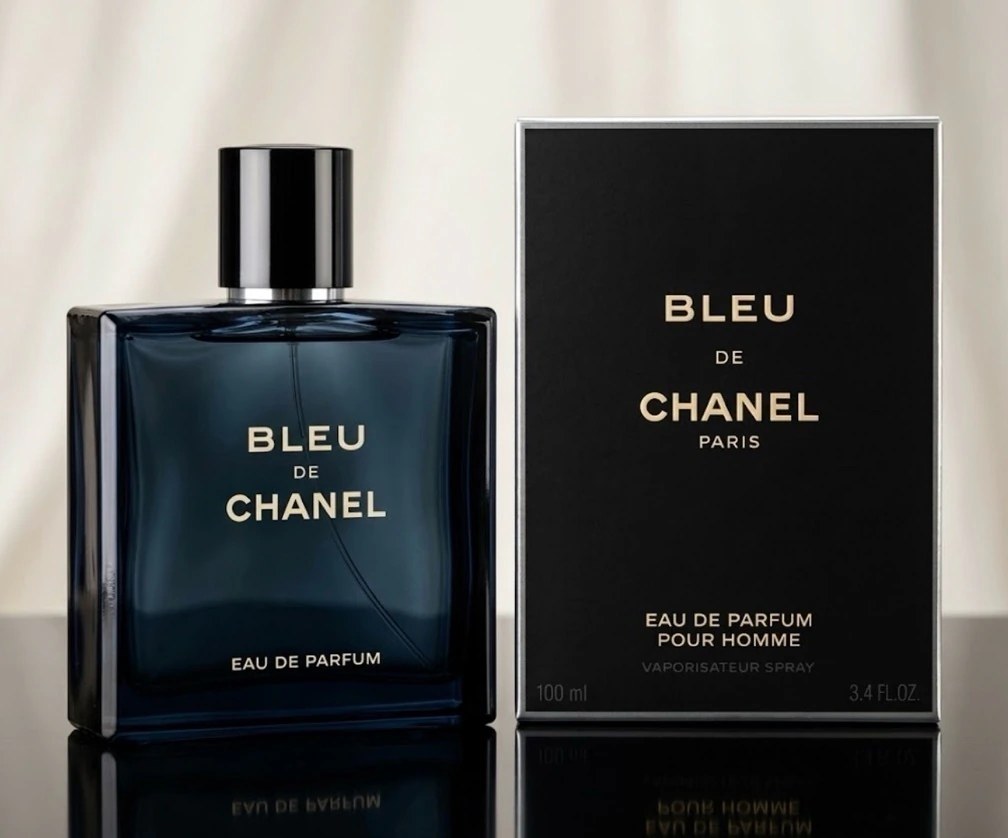 BLEU
DE
CHANEL
EAU DE PARFUM
BLEU
DE
CHANEL
PARIS
EAU DE PARFUM
POUR HOMME
VAPORISATEUR SPRAY
100 ml
3.4 FL.OZ.